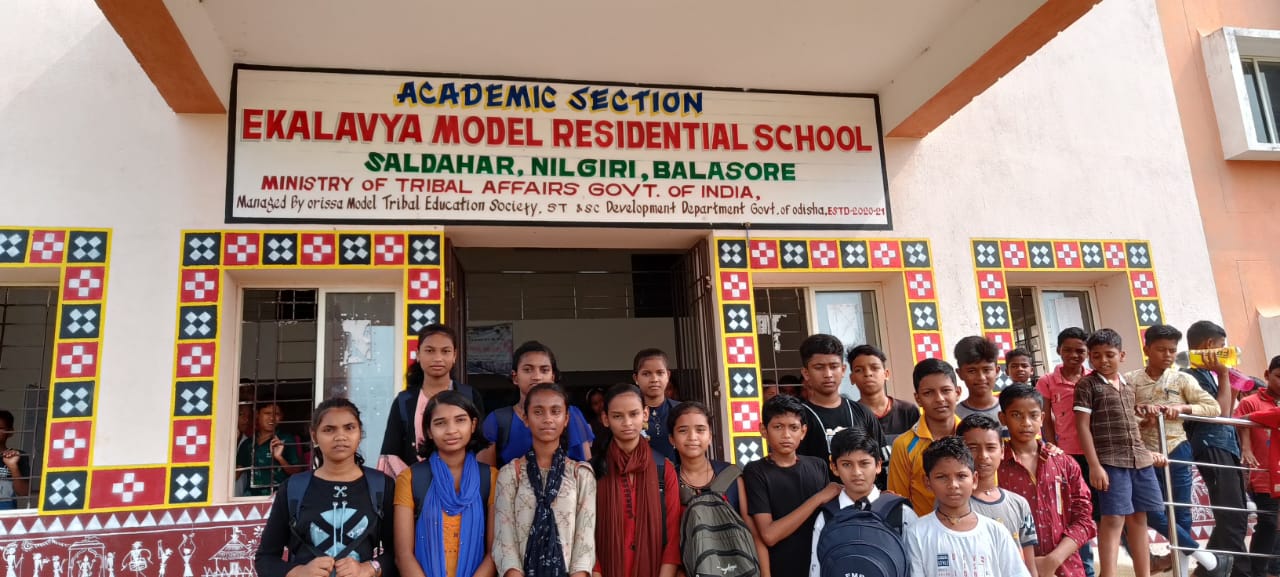 ACADEMIC SECTION
EKALAVYA MODEL RESIDENTIAL SCHOOL
SALDAHAR, NILGIRI, BALASORE
MINISTRY OF TRIBAL AFFAIRS GOVT. OF INDIA,
Managed By orissa Model Tribal Education Society, ST & SC Development Department Govt. of odisha, ESTD-2020-21